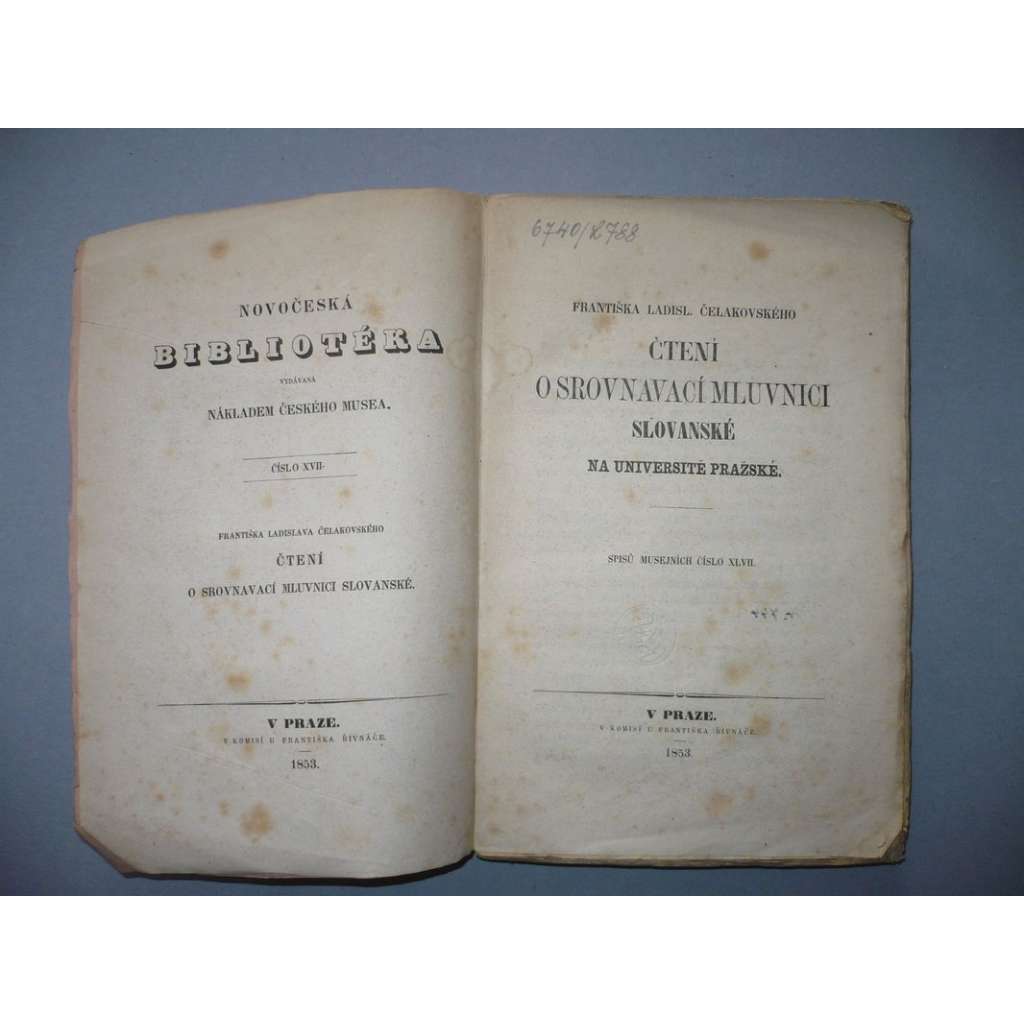 NOVOČESKÁ
BIBLIOTÉKA
VYDÁVANÁ
NÁKLADEM ČESKÉHO MUSEA.
ČÍSLO XVII.
FRANTIŠKA LADISLAVA ČELAKOVSKÉHO
ČTENÍ
O SROVNAVACÍ MLUVNICI SLOVANSKÉ.
V PRAZE.
V KOMISÍ U FRANTIŠKA ŘIVNÁČE.
1853.
6740/2788
FRANTIŠKA LADISL. ČELAKOVSKÉHO
ČTENÍ
O SROVNAVACÍ MLUVNICI
SLOVANSKÉ
NA UNIVERSITĚ PRAŽSKÉ.
SPISŮ MUSEJNÍCH ČÍSLO XLVII.
V PRAZE.
V KOMISÍ U FRANTIŠKA ŘIVNÁČE.
1853